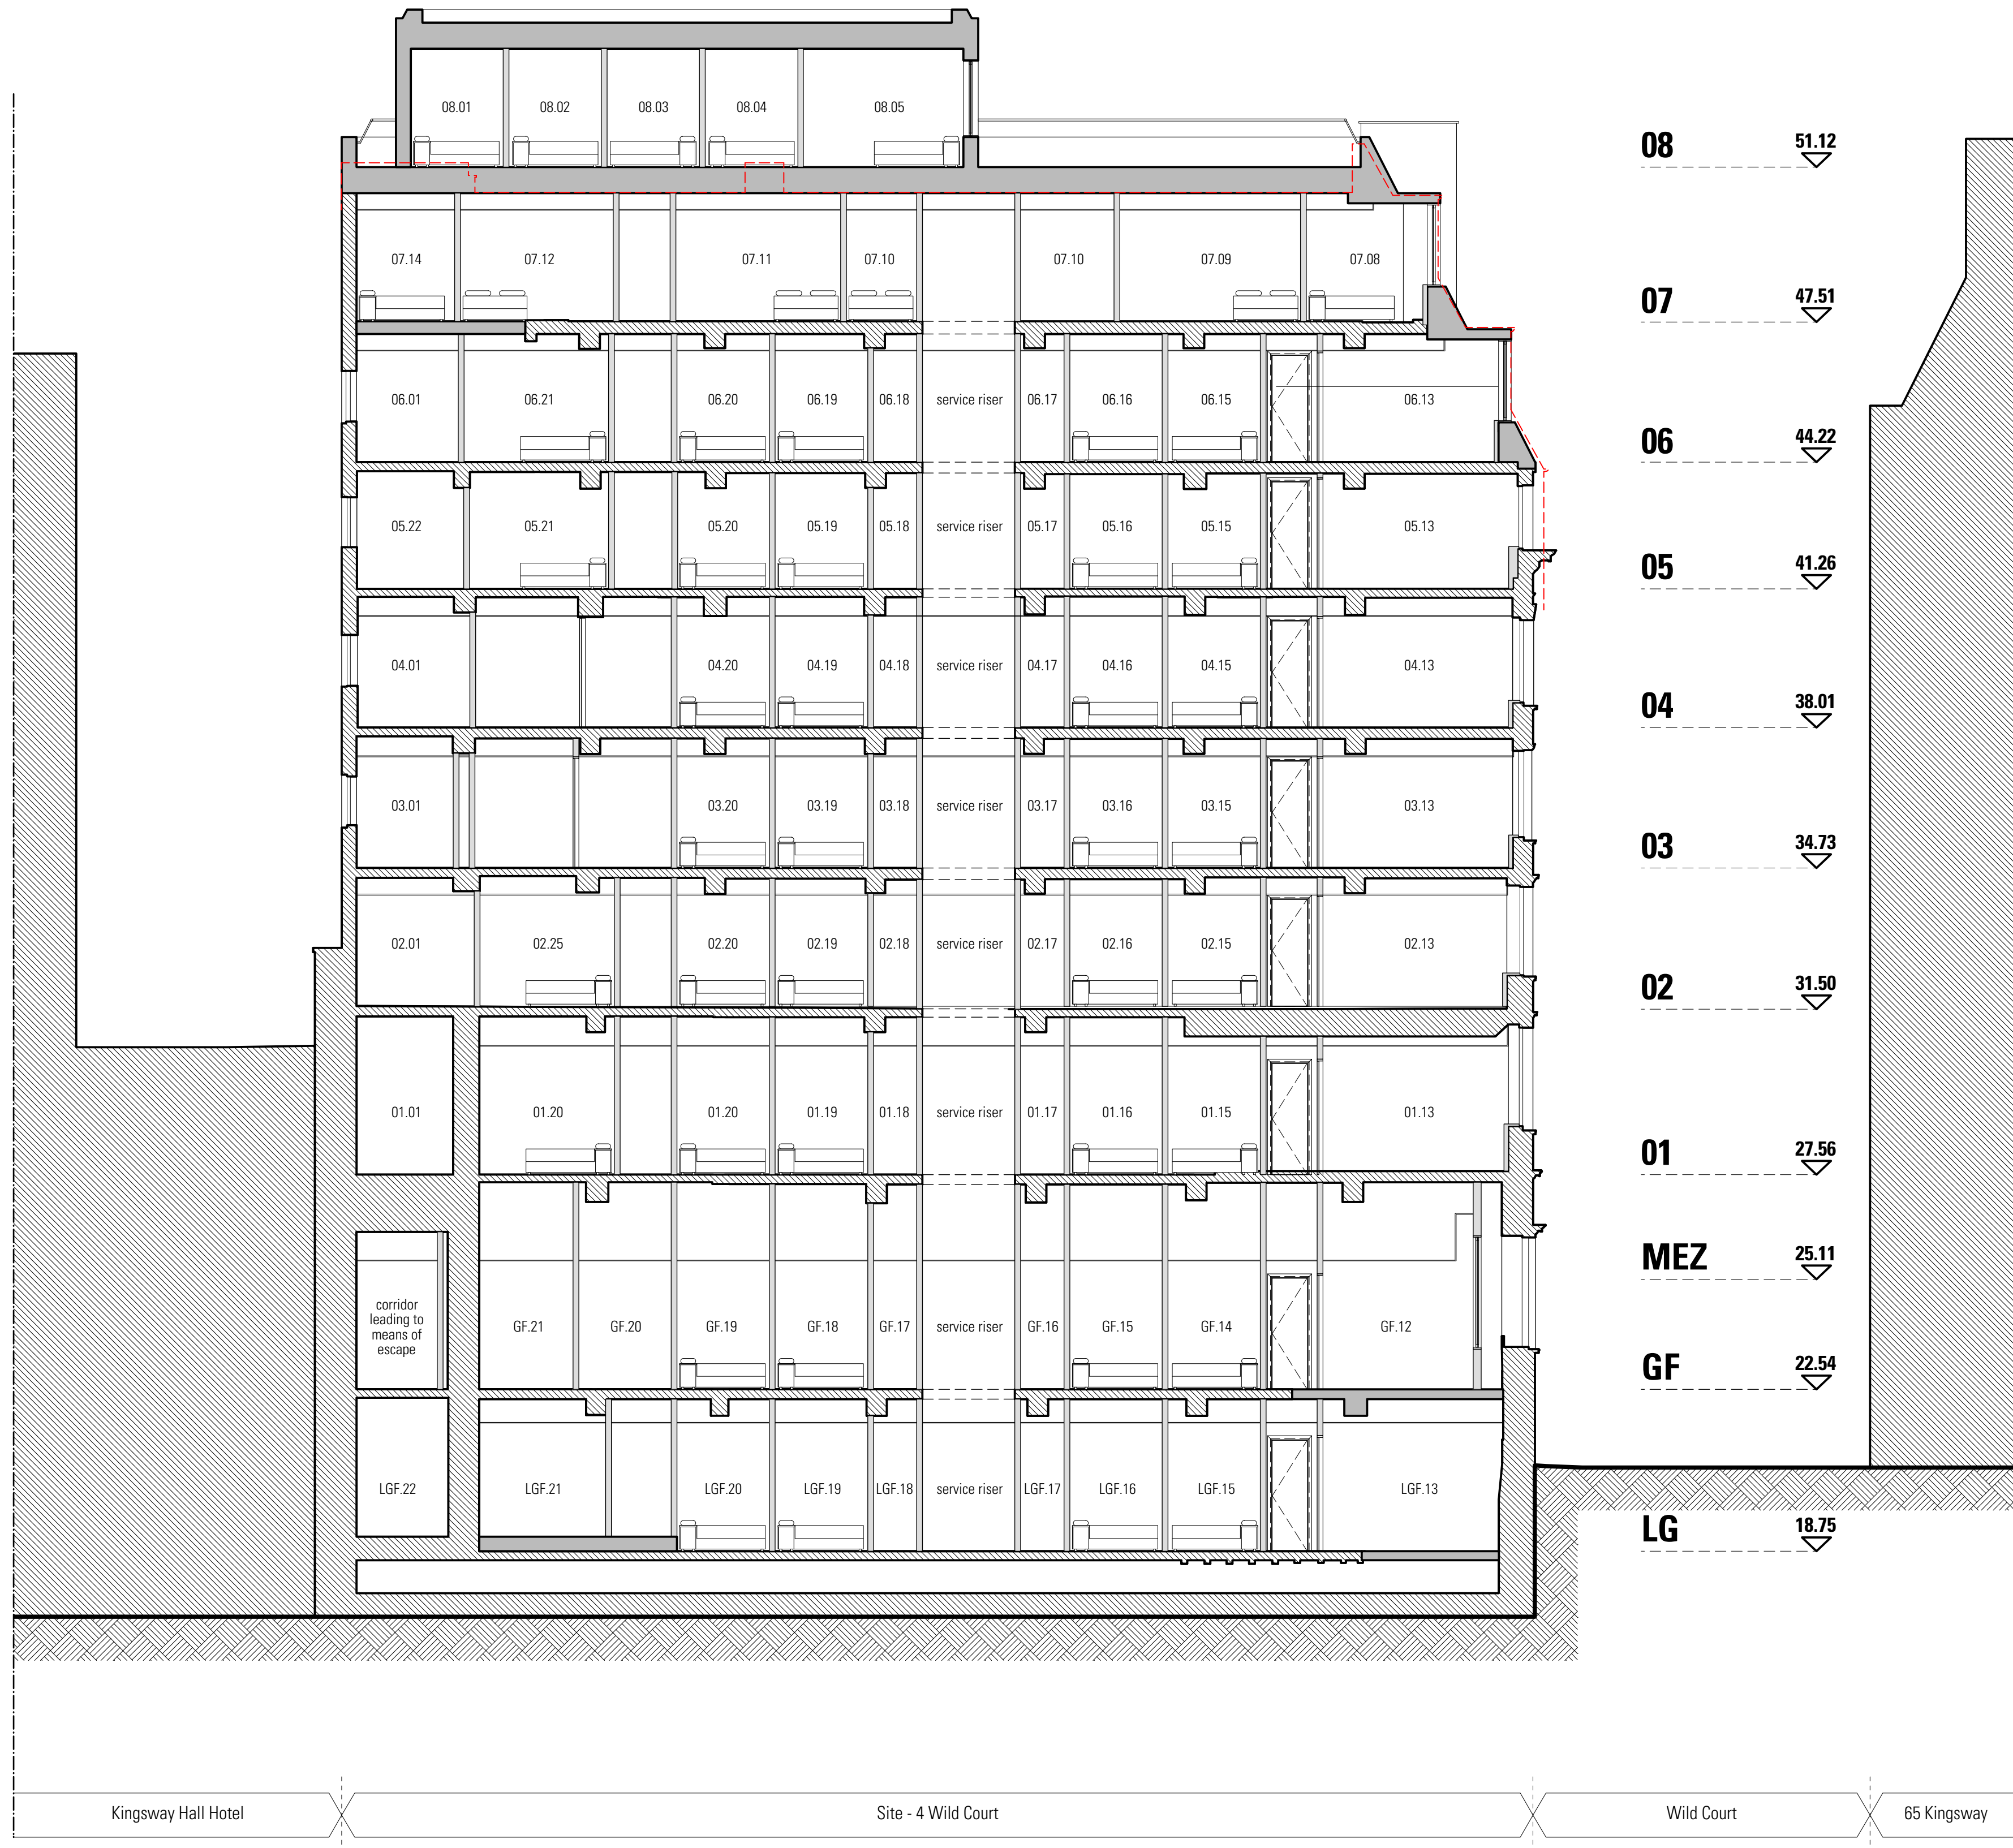 08.01 08.02 08.03 08.04 08.05
08 51.12
07.14 07.12 07.11 07.10 07.10 07.09 07.08
07 47.51
06.01 06.21 06.20 06.19 06.18 service riser 06.17 06.16 06.15 06.13
06 44.22
05.22 05.21 05.20 05.19 05.18 service riser 05.17 05.16 05.15 05.13
05 41.26
04.01 04.20 04.19 04.18 service riser 04.17 04.16 04.15 04.13
04 38.01
03.01 03.20 03.19 03.18 service riser 03.17 03.16 03.15 03.13
03 34.73
02.01 02.25 02.20 02.19 02.18 service riser 02.17 02.16 02.15 02.13
02 31.50
01.01 01.20 01.20 01.19 01.18 service riser 01.17 01.16 01.15 01.13
01 27.56
MEZ 25.11
corridor
leading to
means of
escape
GF.21 GF.20 GF.19 GF.18 GF.17 service riser GF.16 GF.15 GF.14 GF.12
GF 22.54
LGF.22 LGF.21 LGF.20 LGF.19 LGF.18 service riser LGF.17 LGF.16 LGF.15 LGF.13
LG 18.75
Kingsway Hall Hotel Site - 4 Wild Court Wild Court 65 Kingsway